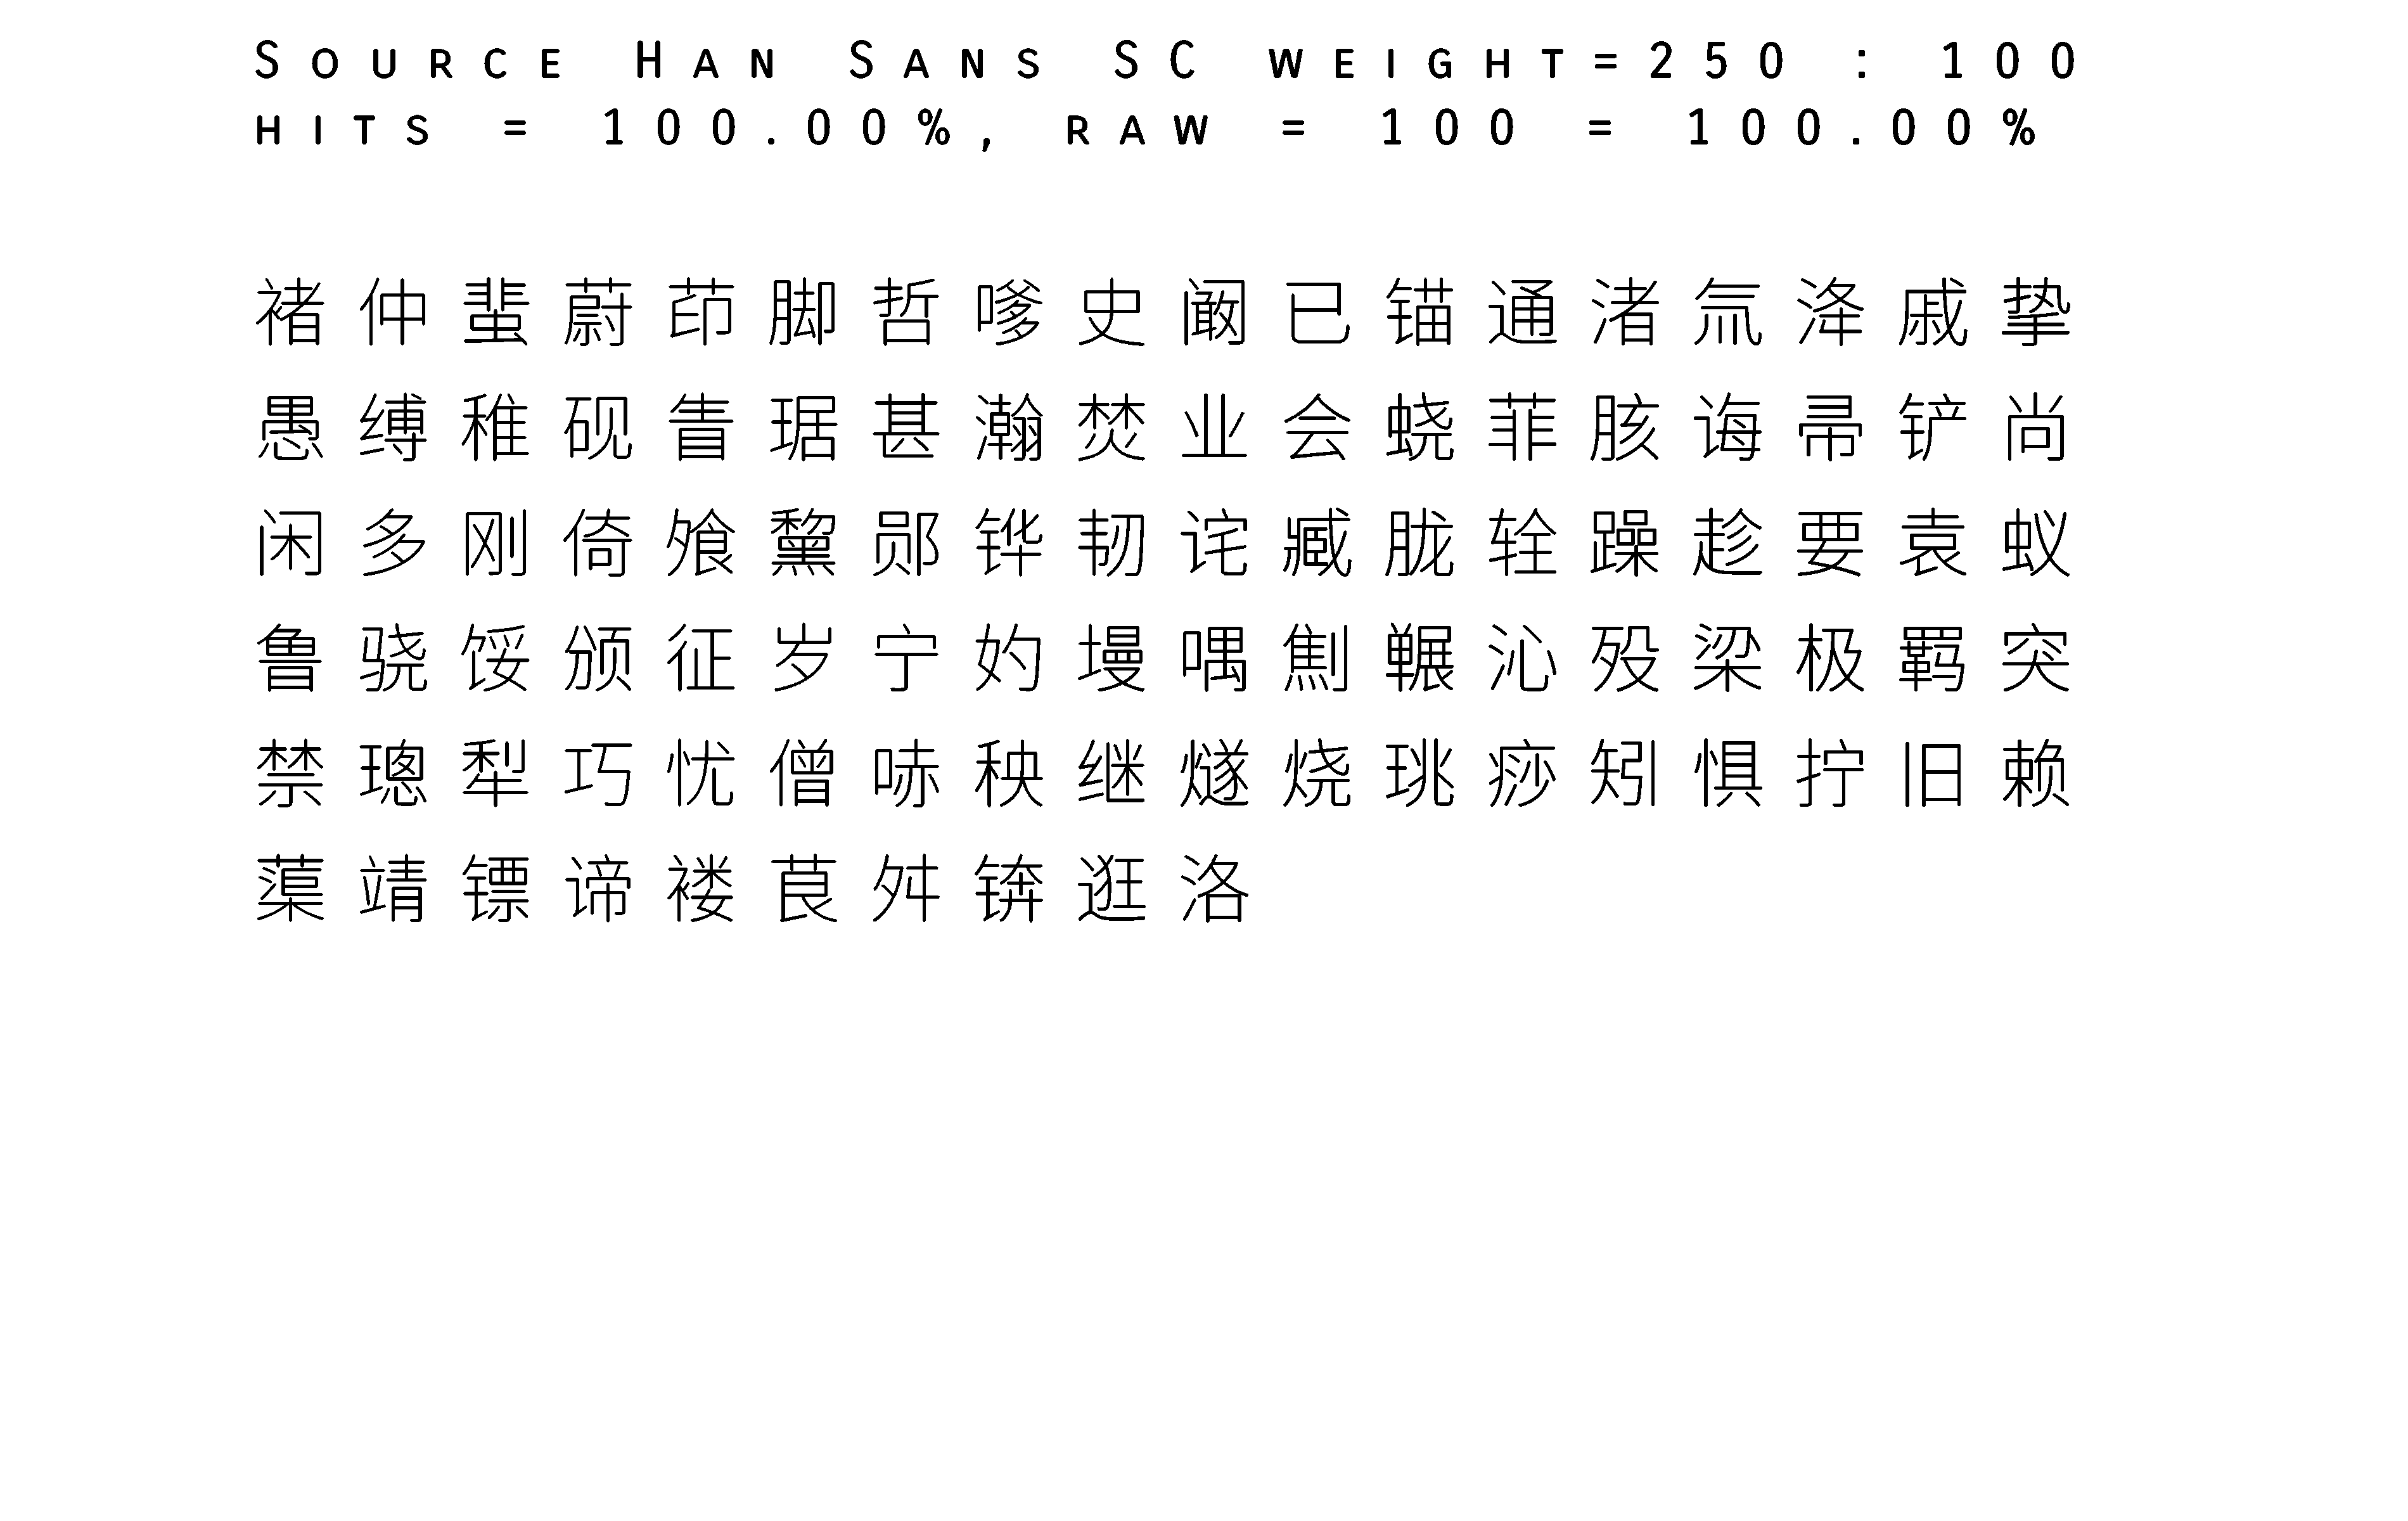 Source Han Sans SC weight=250 : 100
hits = 100.00%, raw = 100 = 100.00%
褚仲蜚蔚茚脚哲嗲史阚已锚通渚氚洚戚挚
愚缚稚砚眚琚甚瀚焚业会蛲菲胲诲帚铲尚
闲多刚倚飧黧郧铧韧诧臧胧辁躁趁要袁蚁
鲁骁馁颁征岁宁妁墁喁劁辗沁殁梁极羁突
禁璁犁巧忧僧哧秧继燧烧珧痧矧惧拧旧赖
蕖靖镖谛褛莨舛锛逛洛